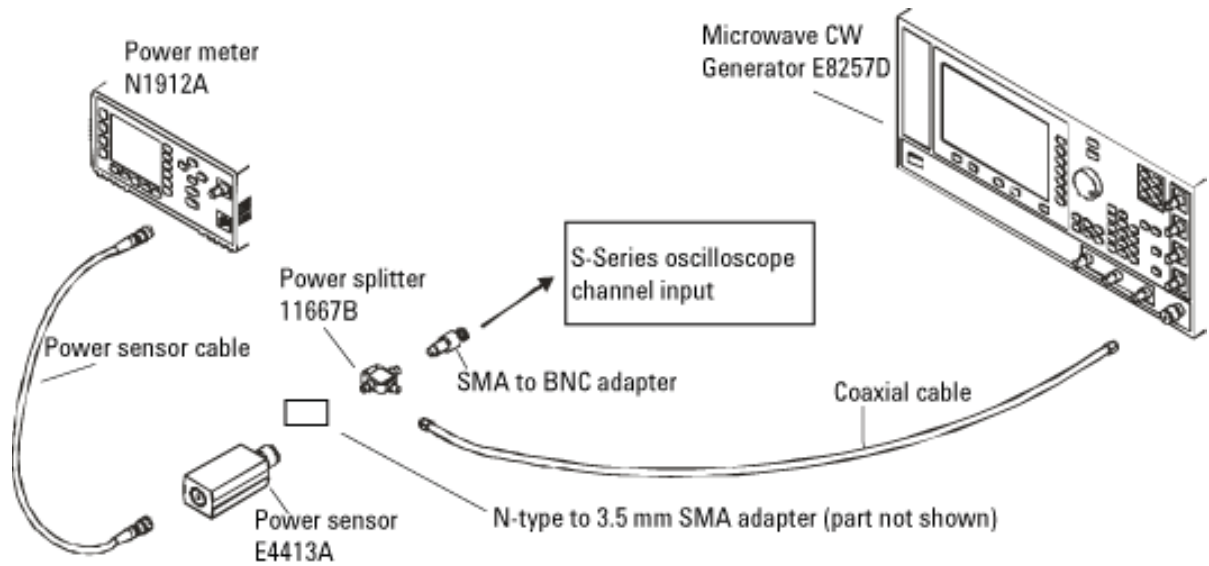 Power meter
N1912A
Microwave CW
Generator E8257D
S-Series oscilloscope
channel input
Power splitter
11667B
Power sensor cable
SMA to BNC adapter
Coaxial cable
Power sensor
E4413A
N-type to 3.5 mm SMA adapter (part not shown)